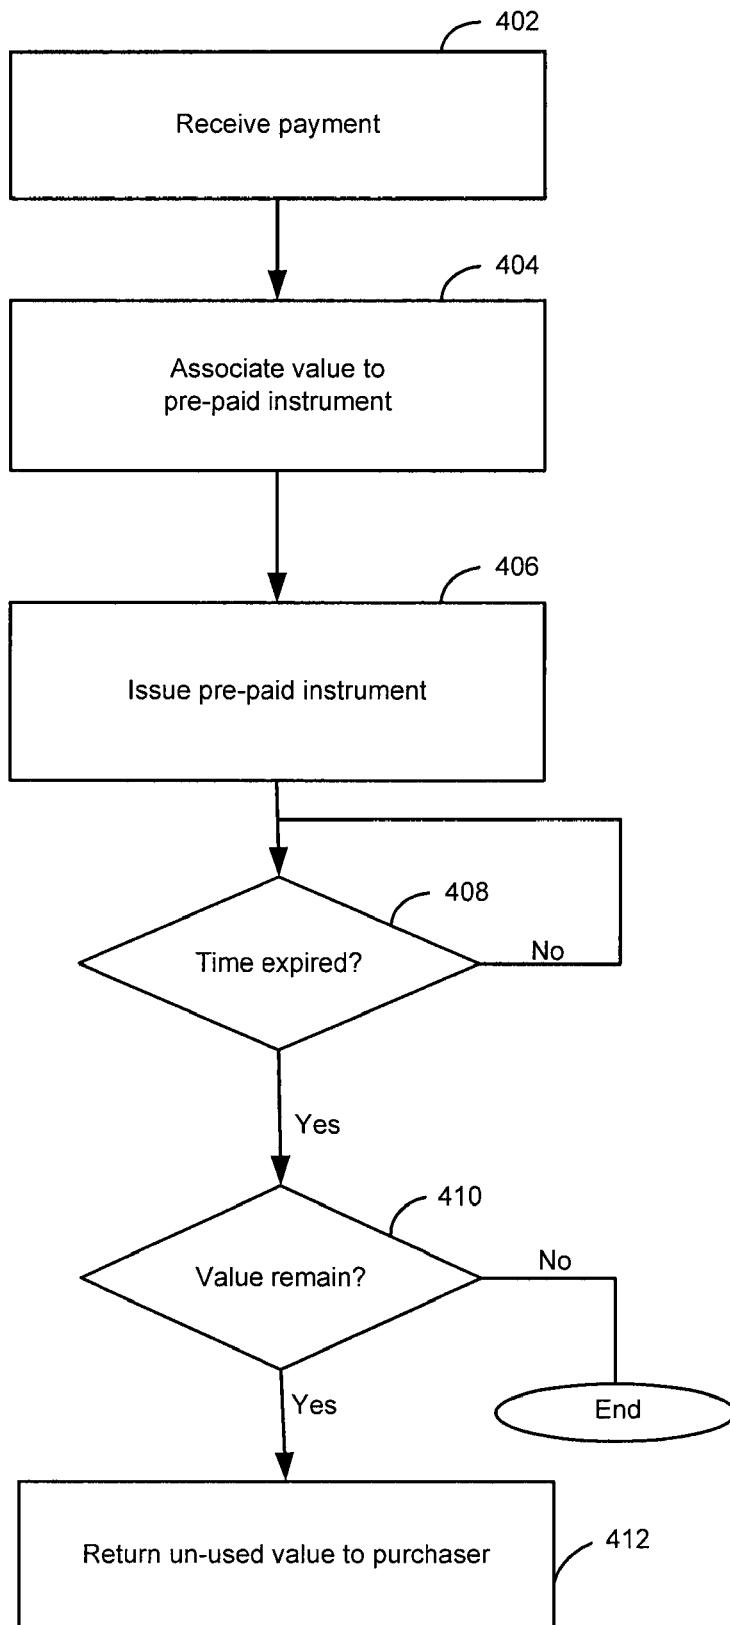 402
Receive payment
404
Associate value to
pre-paid instrument
406
Issue pre-paid instrument
408
Time expired?
No
Yes
410
Value remain?
No
Yes
End
412
Return un-used value to purchaser